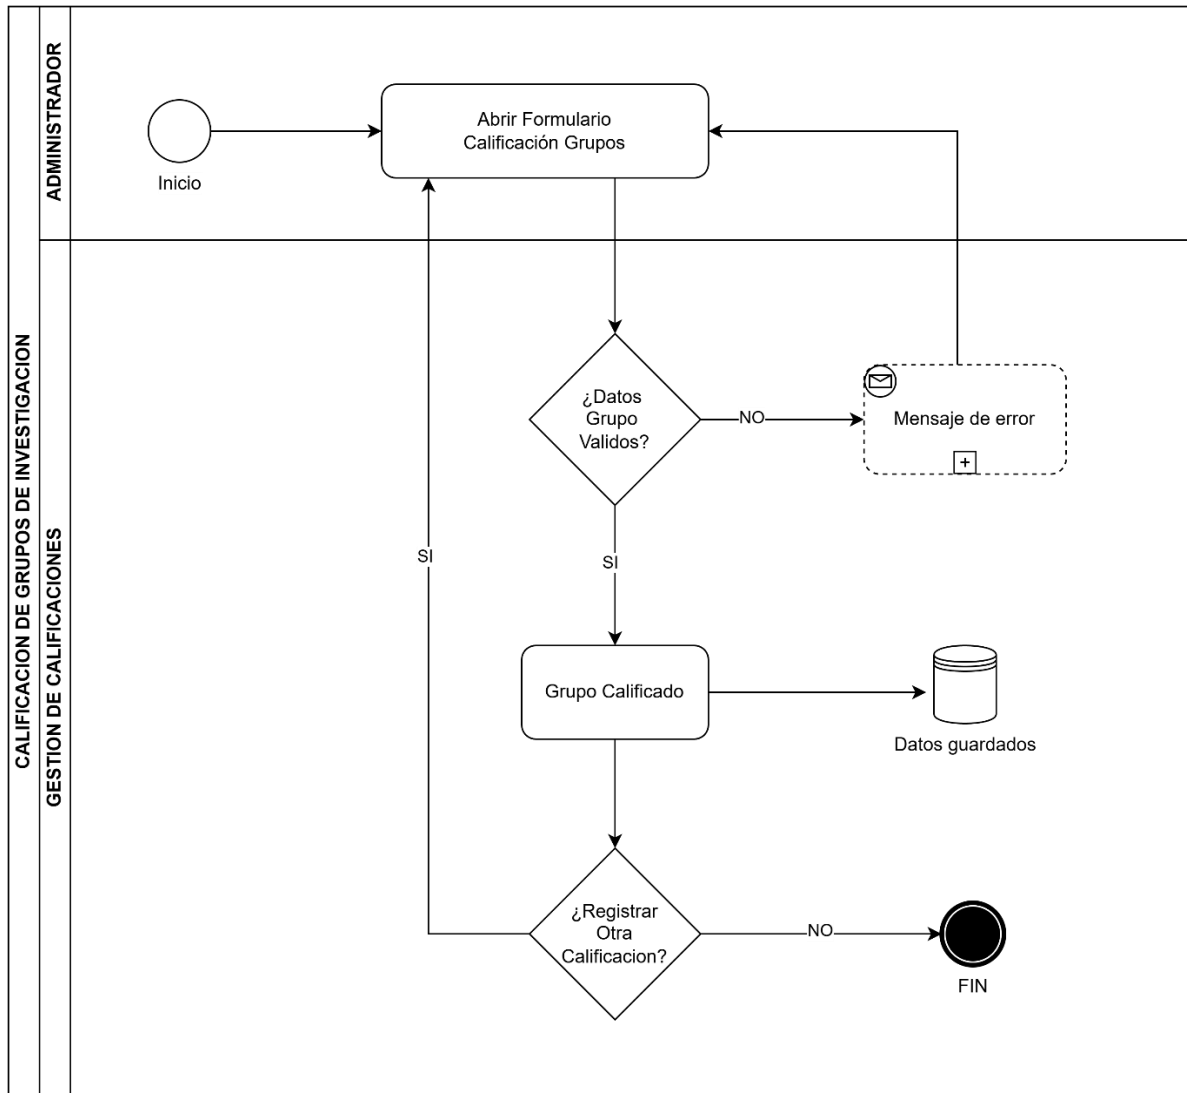 CALIFICACION DE GRUPOS DE INVESTIGACION
ADMINISTRADOR
GESTION DE CALIFICACIONES
Inicio
Abrir Formulario
Calificación Grupos
¿Datos
Grupo
Validos?
NO
Mensaje de error
SI
SI
Grupo Calificado
Datos guardados
¿Registrar
Otra
Calificacion?
NO
FIN